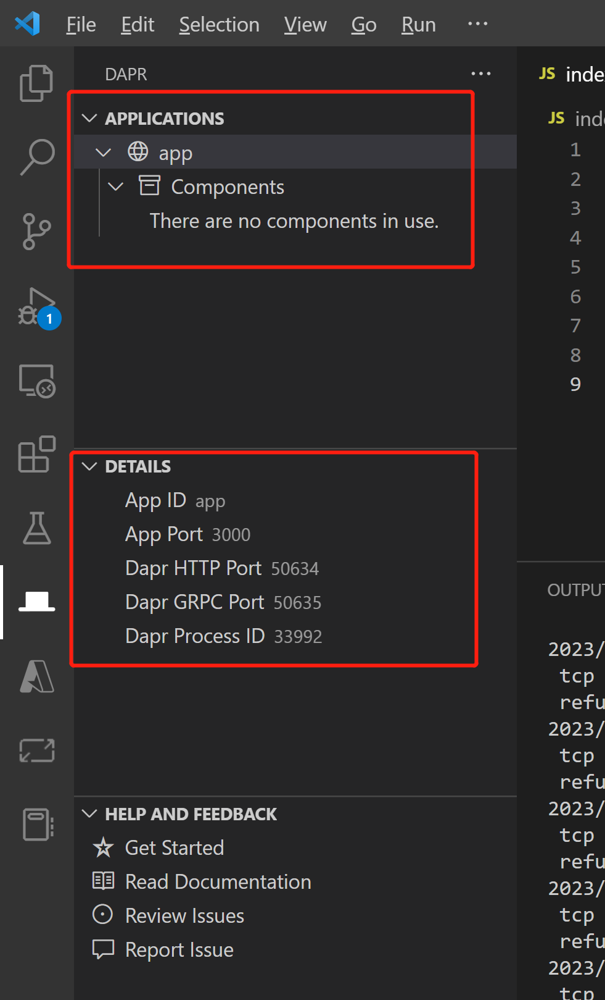 File Edit Selection View Go Run ...
DAPR
APPLICATIONS
app
Components
There are no components in use.
1
DETAILS
App ID app
App Port 3000
Dapr HTTP Port 50634
Dapr GRPC Port 50635
Dapr Process ID 33992
HELP AND FEEDBACK
Get Started
Read Documentation
Review Issues
Report Issue
JS inde
JS ind
1
2
3
4
5
6
7
8
9
OUTPU
2023/
tcp
refu
2023/
tcp
refu
2023/
tcp
refu
2023/
tcp
refu
2023/
tcp